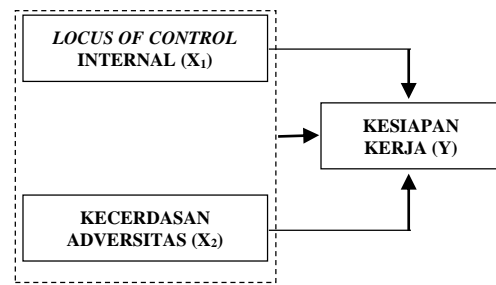 LOCUS OF CONTROL
INTERNAL (X₁)
KESIAPAN
KERJA (Y)
KECERDASAN
ADVERSITAS (X₂)